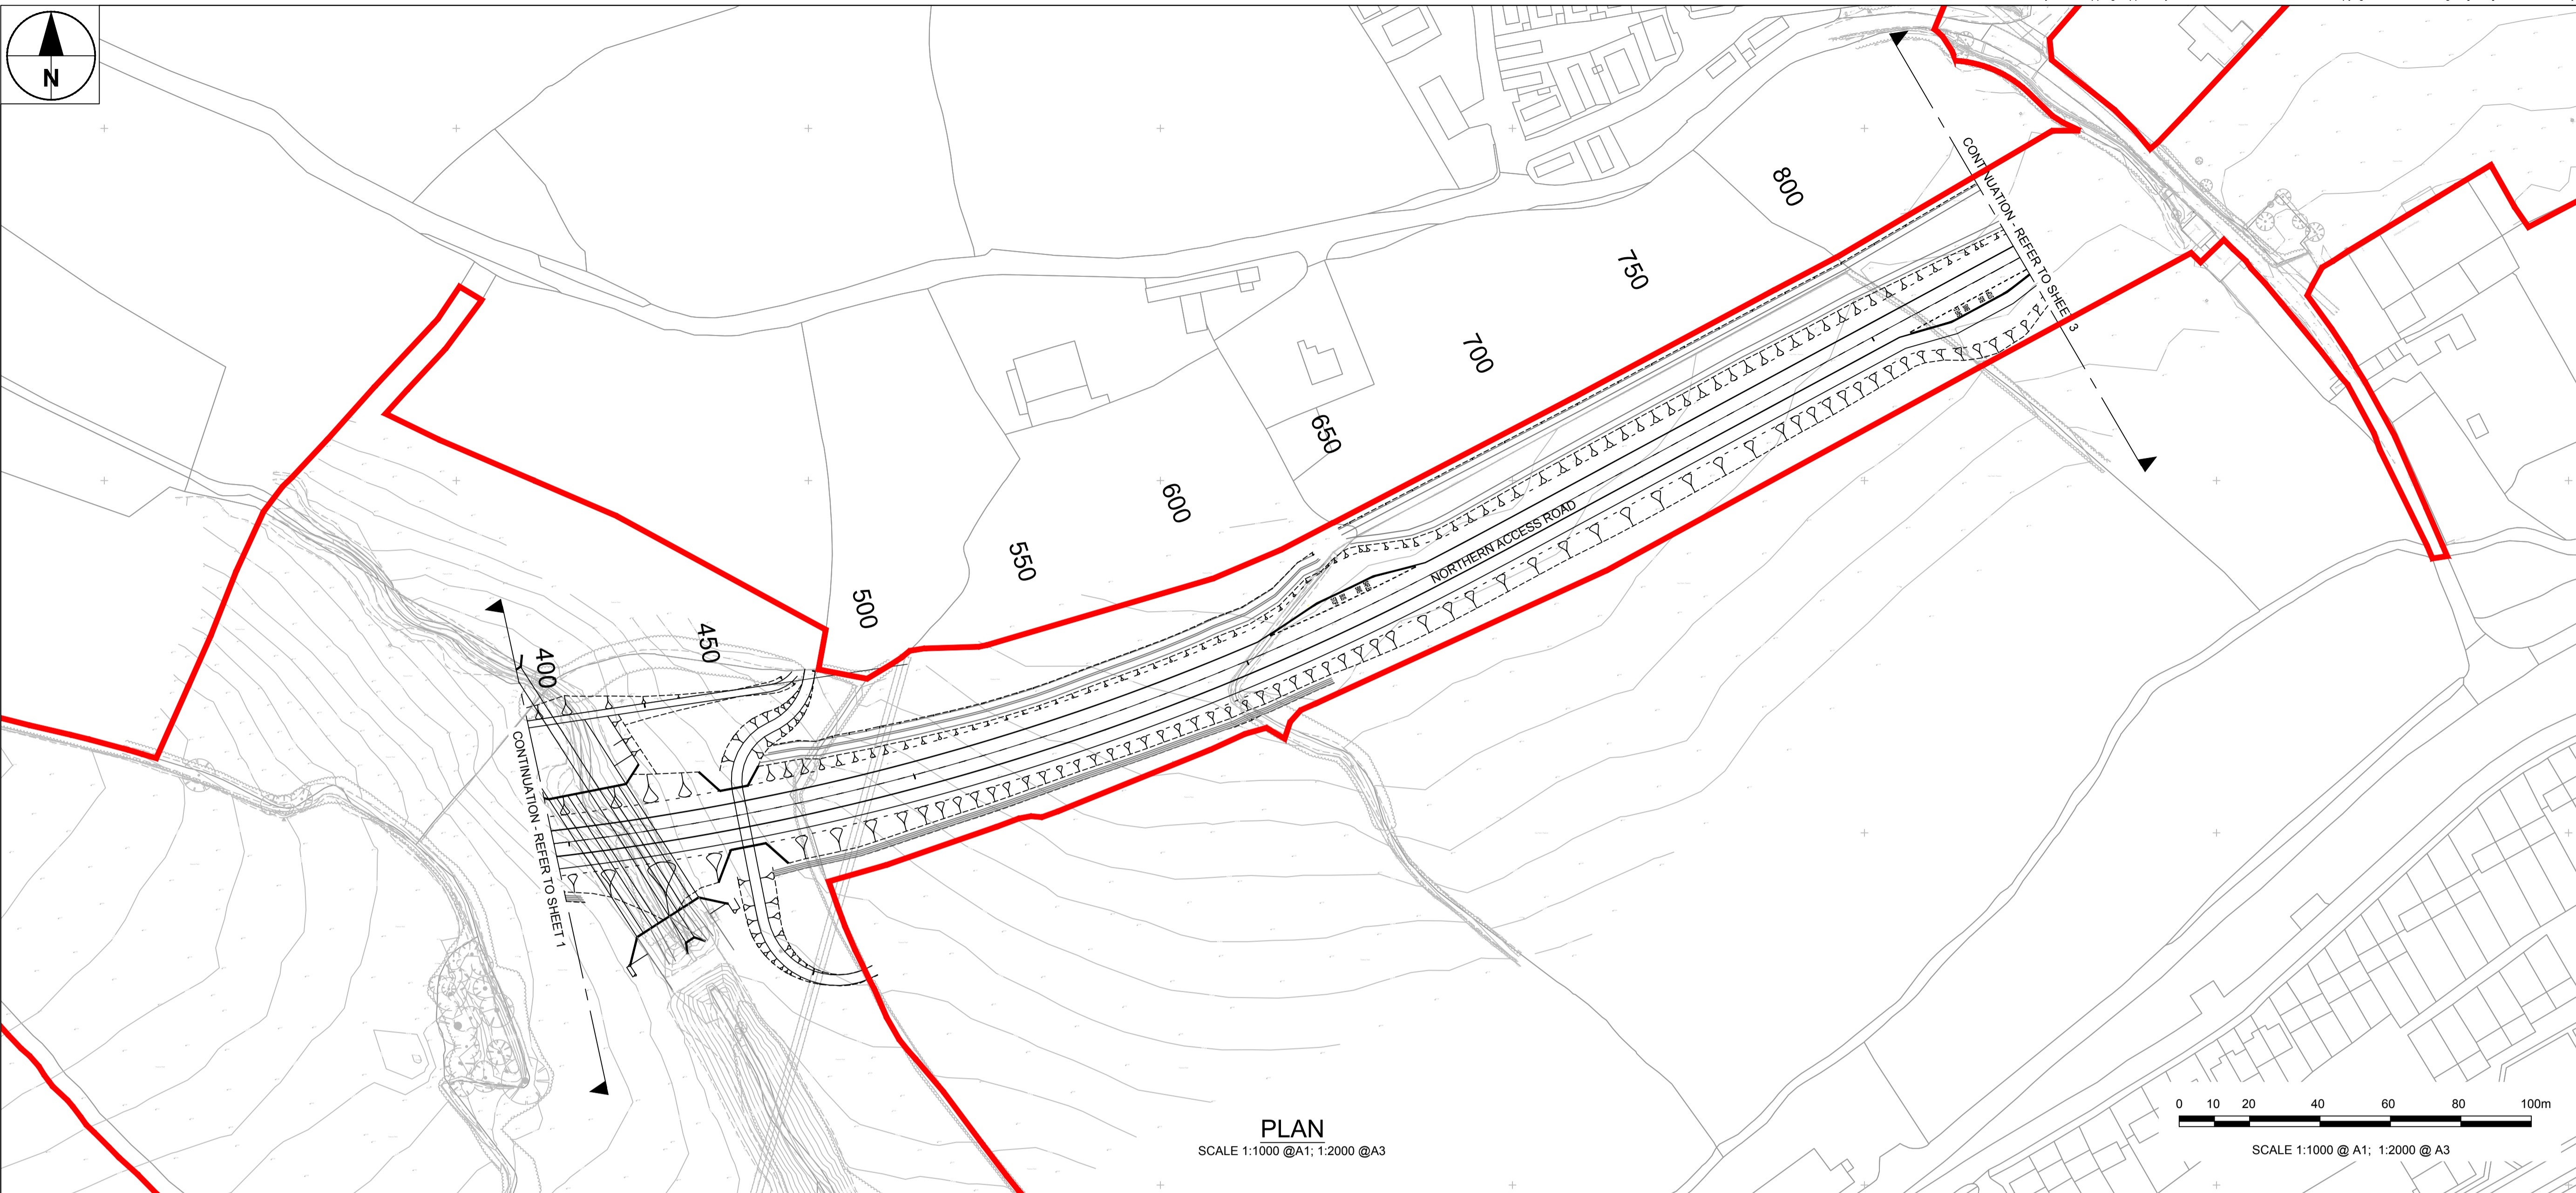 N
CONTINUATION - REFER TO SHEET 3
800
750
700
650
600
550
500
450
400
NORTHERN ACCESS ROAD
CONTINUATION - REFER TO SHEET 1
PLAN
SCALE 1:1000 @A1; 1:2000 @A3
0 10 20 40 60 80 100m
SCALE 1:1000 @ A1; 1:2000 @ A3